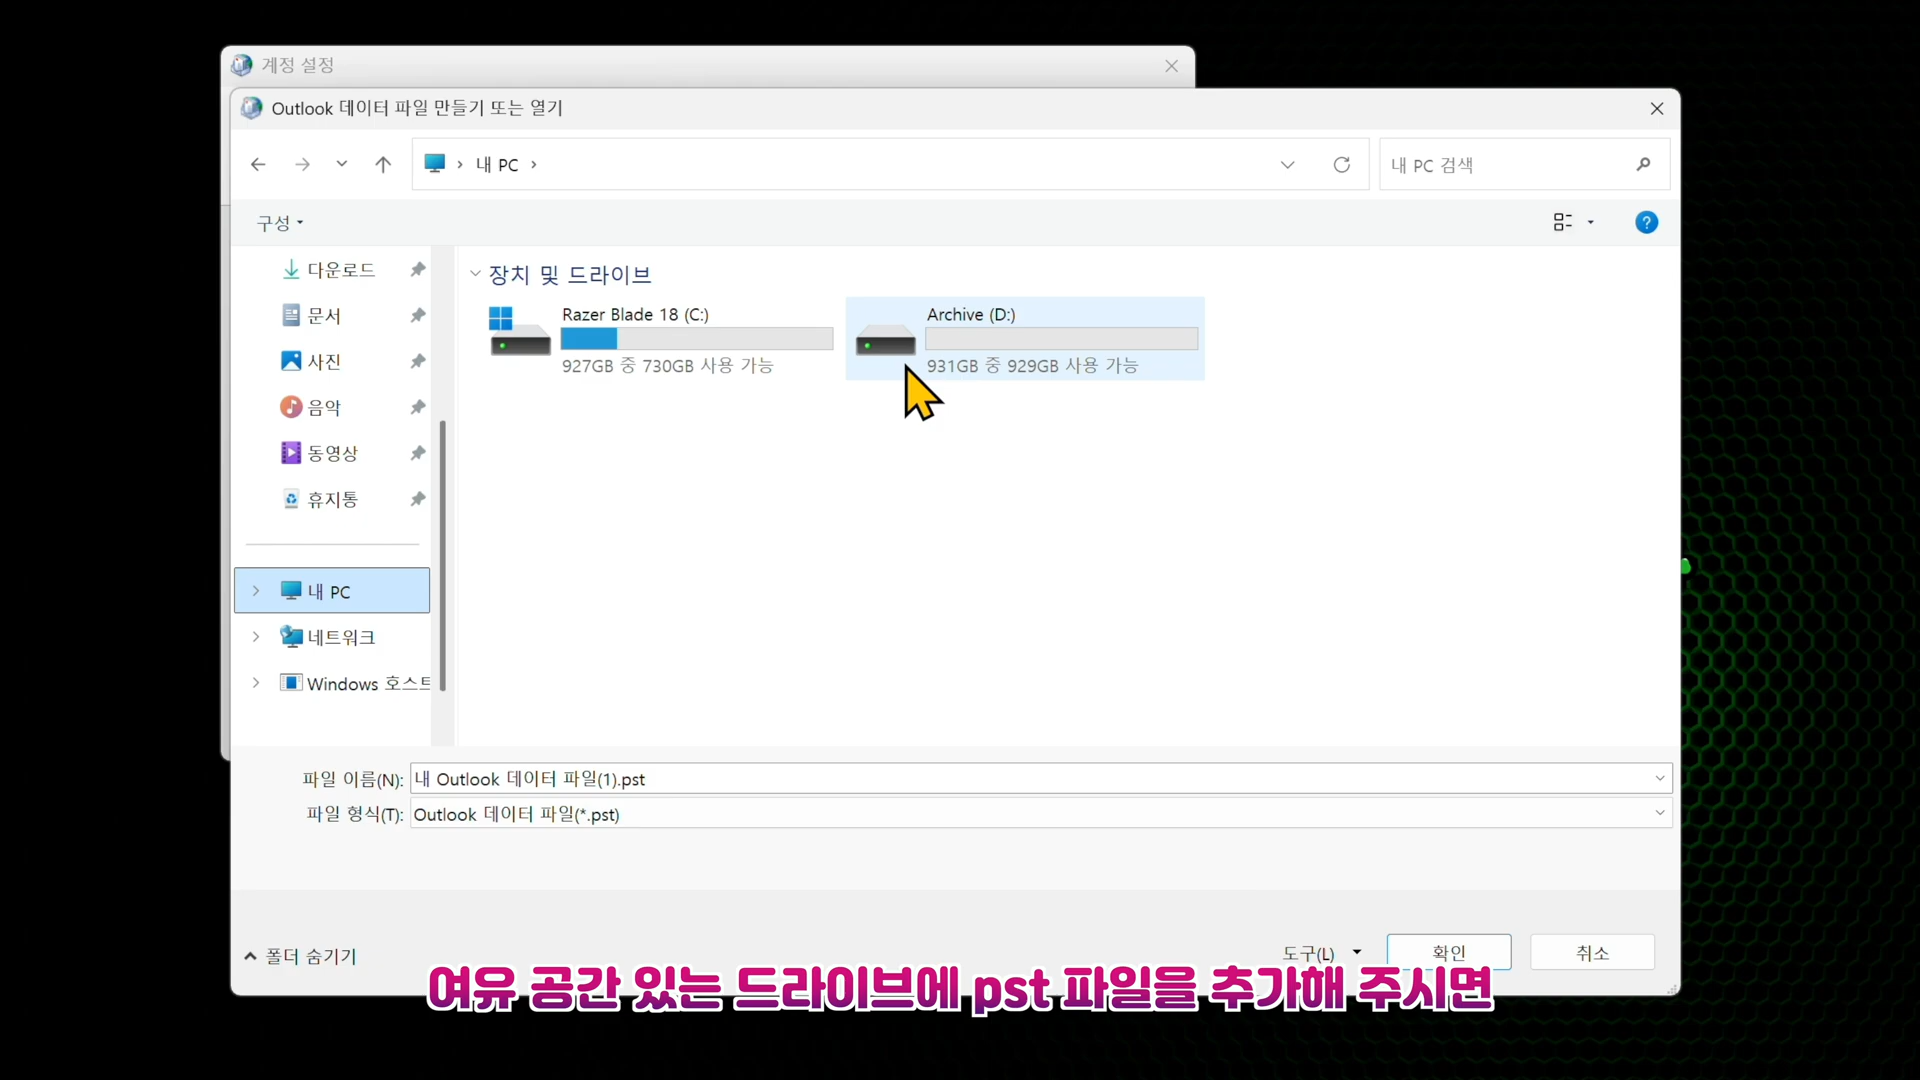 계정 설정
Outlook 데이터 파일 만들기 또는 열기
내 PC
내 PC 검색
구성
다운로드
문서
사진
음악
동영상
휴지통
내 PC
네트워크
Windows 호스트
장치 및 드라이브
Razer Blade 18 (C:)
927GB 중 730GB 사용 가능
Archive (D:)
931GB 중 929GB 사용 가능
파일 이름(N): 내 Outlook 데이터 파일(1).pst
파일 형식(T): Outlook 데이터 파일(*.pst)
폴더 숨기기
도구(L)
확인
취소
여유 공간 있는 드라이브에 pst 파일을 추가해 주시면